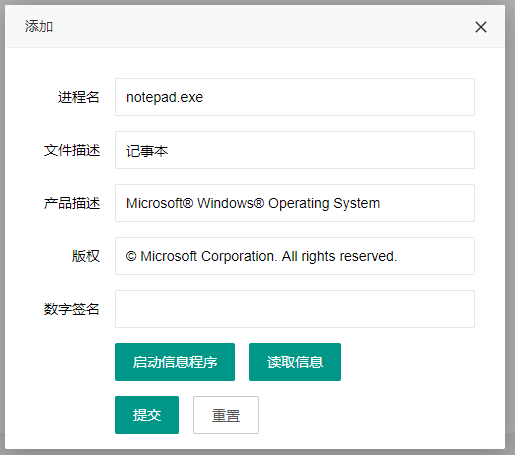 添加
进程名 notepad.exe
文件描述 记事本
产品描述 Microsoft® Windows® Operating System
版权 © Microsoft Corporation. All rights reserved.
数字签名
启动信息程序 读取信息
提交 重置